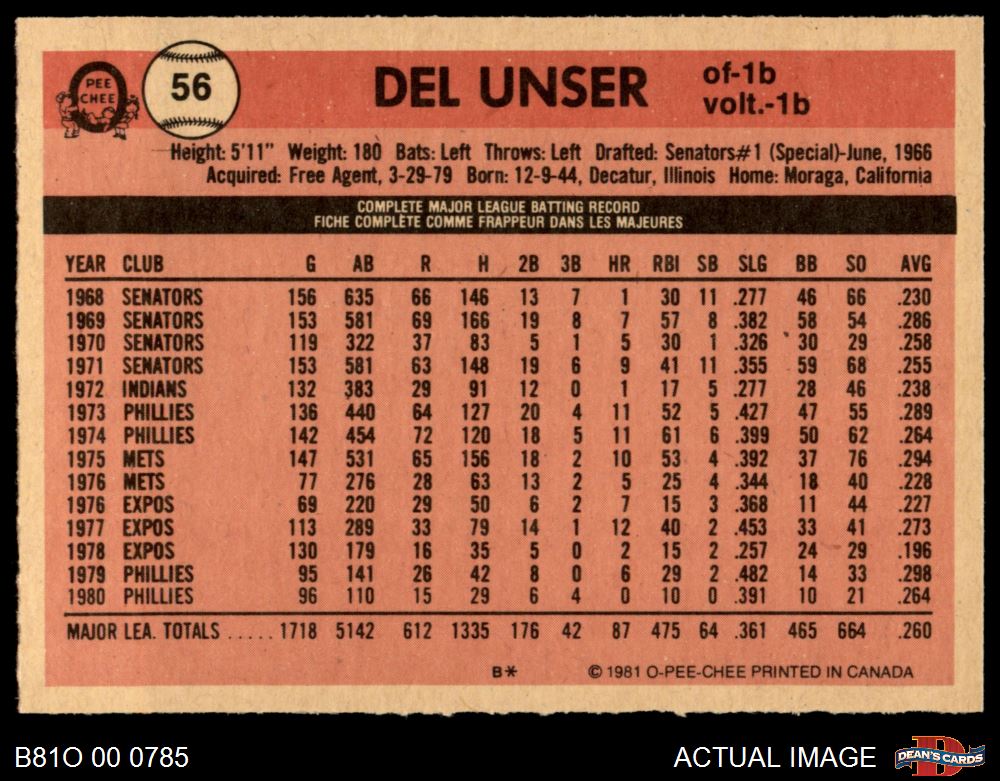 PEE
CHEE
56
DEL UNSER
of-1b
volt.-1b
Height: 5'11" Weight: 180 Bats: Left Throws: Left Drafted: Senators#1 (Special)-June, 1966
Acquired: Free Agent, 3-29-79 Born: 12-9-44, Decatur, Illinois Home: Moraga, California
COMPLETE MAJOR LEAGUE BATTING RECORD
FICHE COMPLÈTE COMME FRAPPEUR DANS LES MAJEURES
YEAR CLUB G AB R H 2B 3B HR RBI SB SLG BB SO AVG
1968 SENATORS 156 635 66 146 13 7 1 30 11 .277 46 66 .230
1969 SENATORS 153 581 69 166 19 8 7 57 8 .382 58 54 .286
1970 SENATORS 119 322 37 83 5 1 5 30 1 .326 30 29 .258
1971 SENATORS 153 581 63 148 19 6 9 41 11 .355 59 68 .255
1972 INDIANS 132 383 29 91 12 0 1 17 5 .277 28 46 .238
1973 PHILLIES 136 440 64 127 20 4 11 52 5 .427 47 55 .289
1974 PHILLIES 142 454 72 120 18 5 11 61 6 .399 50 62 .264
1975 METS 147 531 65 156 18 2 10 53 4 .392 37 76 .294
1976 METS 77 276 28 63 13 2 5 25 4 .344 18 40 .228
1976 EXPOS 69 220 29 50 6 2 7 15 3 .368 11 44 .227
1977 EXPOS 113 289 33 79 14 1 12 40 2 .453 33 41 .273
1978 EXPOS 130 179 16 35 5 0 2 15 2 .257 24 29 .196
1979 PHILLIES 95 141 26 42 8 0 6 29 2 .482 14 33 .298
1980 PHILLIES 96 110 15 29 6 4 0 10 0 .391 10 21 .264
MAJOR LEA. TOTALS ..... 1718 5142 612 1335 176 42 87 475 64 .361 465 664 .260
B* © 1981 O-PEE-CHEE PRINTED IN CANADA
B81O 00 0785
ACTUAL IMAGE
D
DEAN'S CARDS